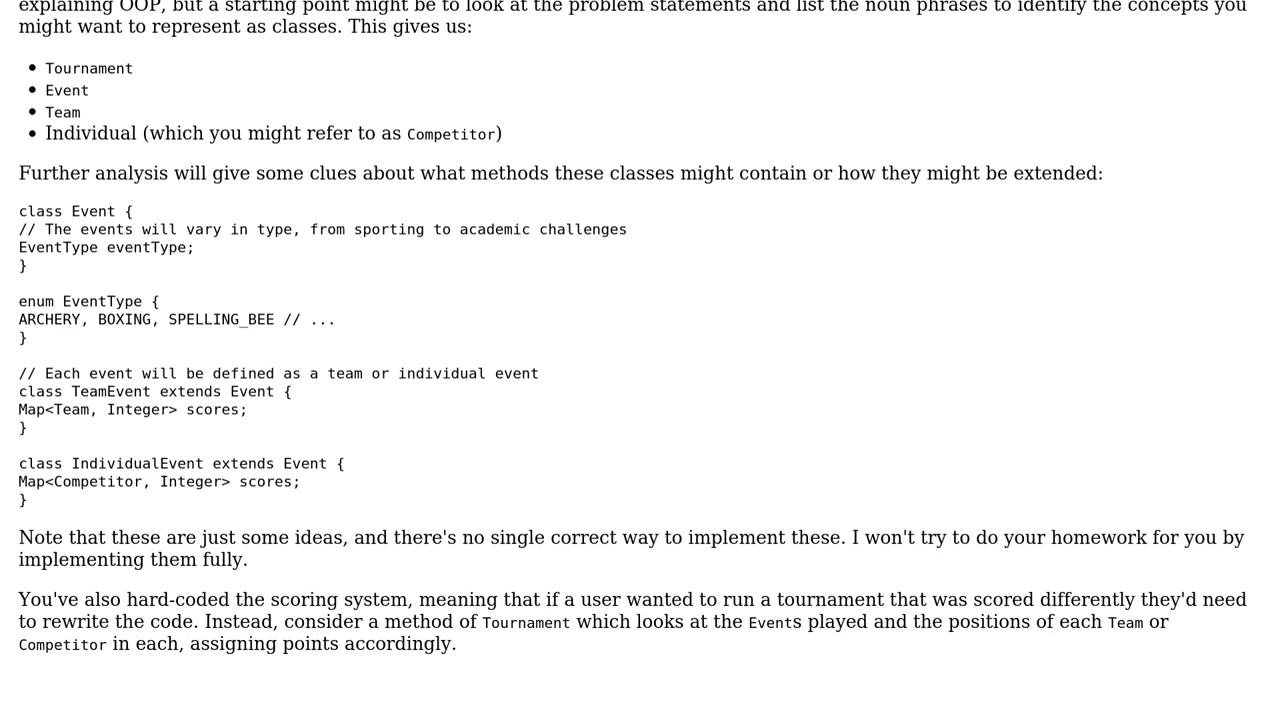 explaining OOP, but a starting point might be to look at the problem statements and list the noun phrases to identify the concepts you
might want to represent as classes. This gives us:
• Tournament
• Event
• Team
• Individual (which you might refer to as Competitor)
Further analysis will give some clues about what methods these classes might contain or how they might be extended:
class Event {
// The events will vary in type, from sporting to academic challenges
EventType eventType;
}
enum EventType {
ARCHERY, BOXING, SPELLING_BEE // ...
}
// Each event will be defined as a team or individual event
class TeamEvent extends Event {
Map<Team, Integer> scores;
}
class IndividualEvent extends Event {
Map<Competitor, Integer> scores;
}
Note that these are just some ideas, and there's no single correct way to implement these. I won't try to do your homework for you by
implementing them fully.
You've also hard-coded the scoring system, meaning that if a user wanted to run a tournament that was scored differently they'd need
to rewrite the code. Instead, consider a method of Tournament which looks at the Events played and the positions of each Team or
Competitor in each, assigning points accordingly.